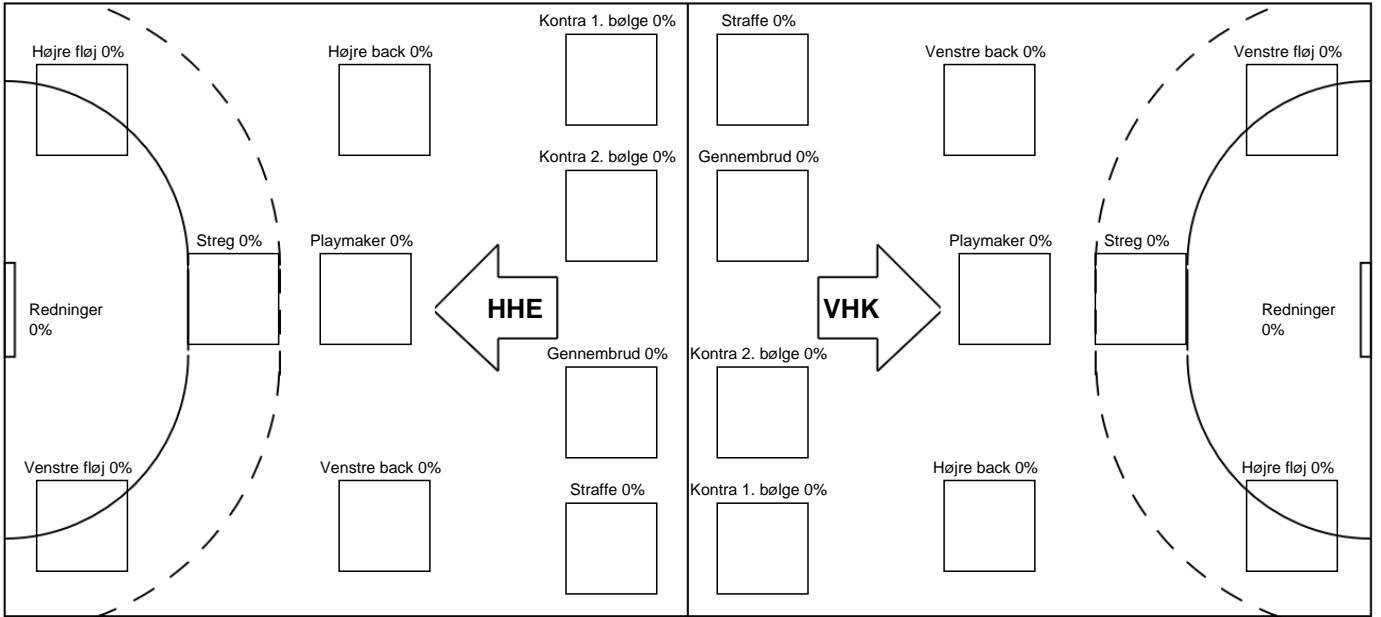 Kontra 1. bølge 0%
Straffe 0%
Højre fløj 0%
Højre back 0%
Venstre back 0%
Venstre fløj 0%
Kontra 2. bølge 0%
Gennembrud 0%
Streg 0%
Playmaker 0%
Playmaker 0%
Streg 0%
Redninger
0%
HHE
VHK
Redninger
0%
Gennembrud 0%
Kontra 2. bølge 0%
Venstre fløj 0%
Venstre back 0%
Straffe 0%
Kontra 1. bølge 0%
Højre back 0%
Højre fløj 0%